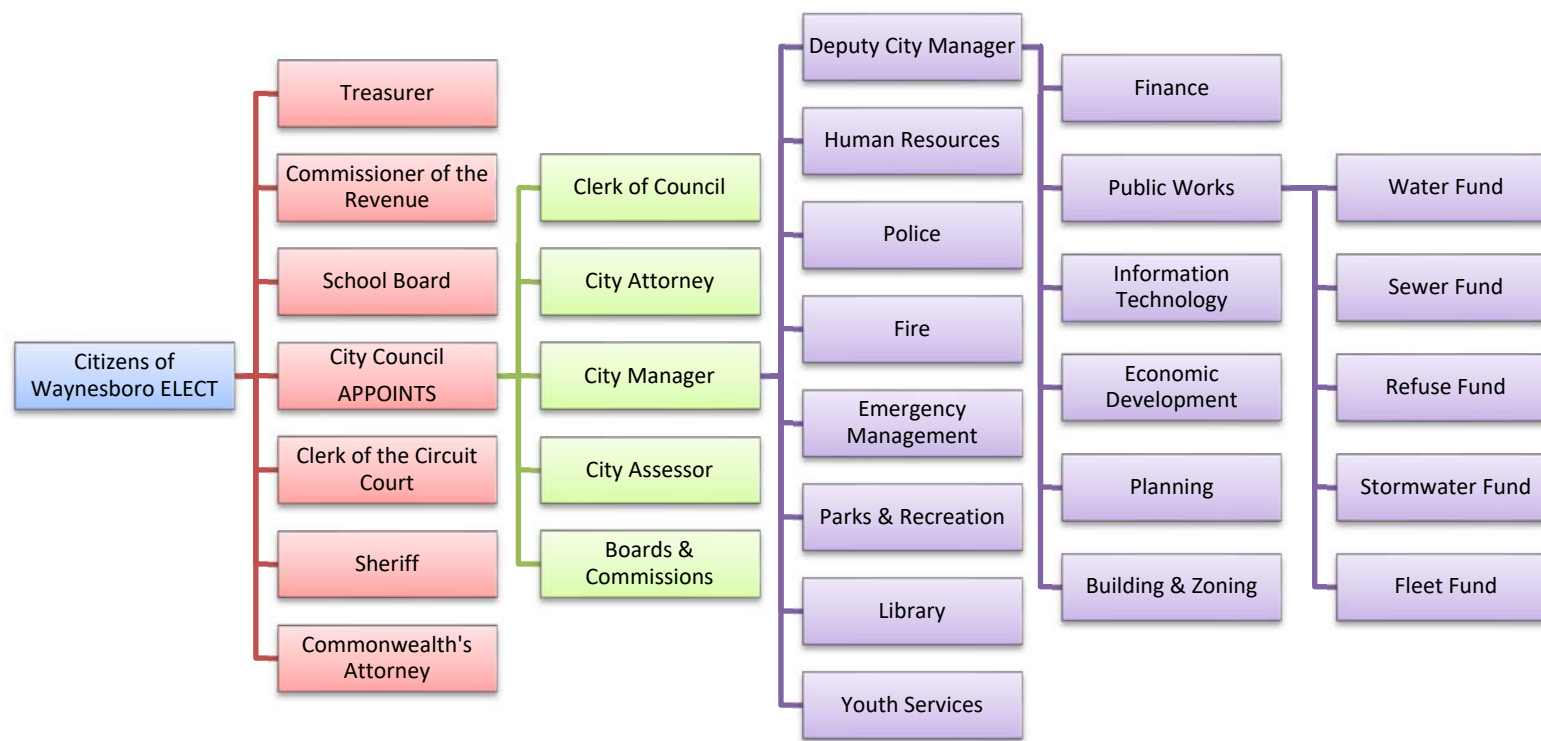 Citizens of
Waynesboro ELECT
Treasurer
Commissioner of the
Revenue
School Board
City Council
APPOINTS
Clerk of the Circuit
Court
Sheriff
Commonwealth's
Attorney
Clerk of Council
City Attorney
City Manager
City Assessor
Boards &
Commissions
Deputy City Manager
Human Resources
Police
Fire
Emergency
Management
Parks & Recreation
Library
Youth Services
Finance
Public Works
Information
Technology
Economic
Development
Planning
Building & Zoning
Water Fund
Sewer Fund
Refuse Fund
Stormwater Fund
Fleet Fund